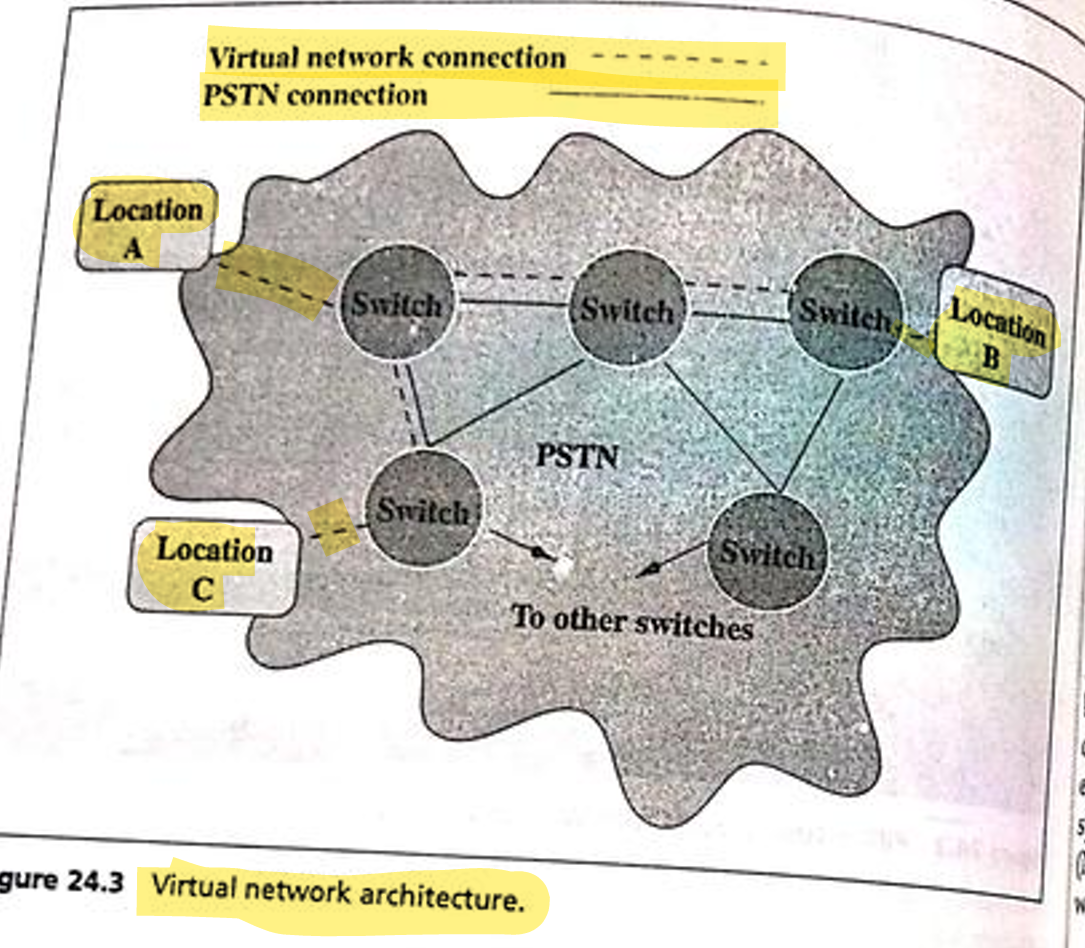 Virtual network connection
PSTN connection
Location
A
Switch
Switch
Switch
Location
B
PSTN
Switch
Location
C
Switch
To other switches
gure 24.3 Virtual network architecture.